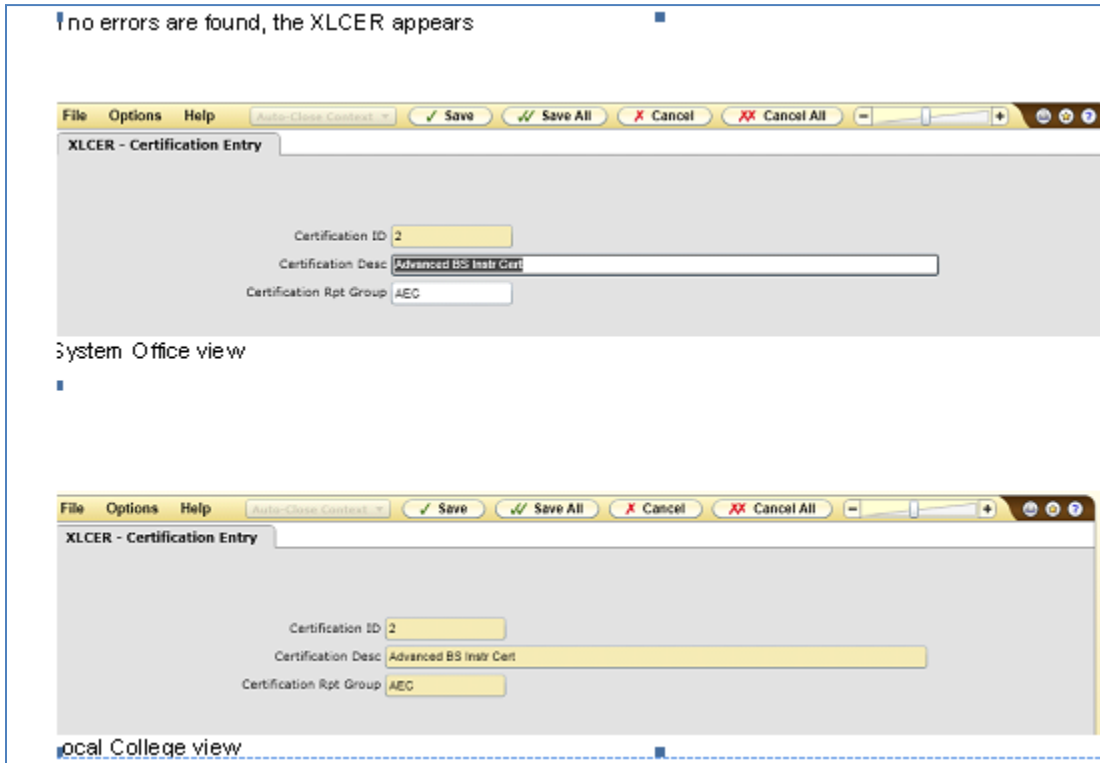 f no errors are found, the XLCER appears
File Options Help Auto-Close Context Save Save All Cancel Cancel All
XLCER - Certification Entry
Certification ID 2
Certification Desc Advanced BS Instr Cert
Certification Rpt Group AEC
System Office view
File Options Help Auto-Close Context Save Save All Cancel Cancel All
XLCER - Certification Entry
Certification ID 2
Certification Desc Advanced BS Instr Cert
Certification Rpt Group AEC
ocal College view